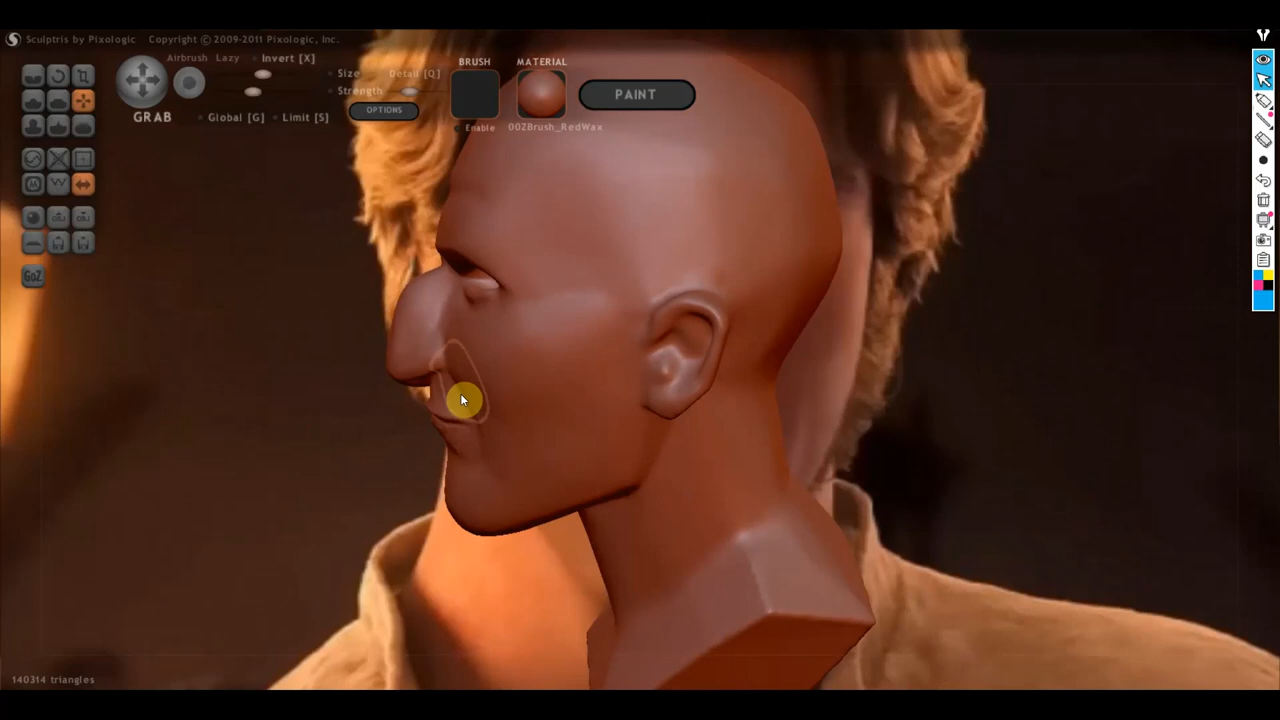 Sculptris by Pixologic Copyright © 2009-2011 Pixologic, Inc.
Airbrush Lazy Invert [X]
Size Detail [Q]
Strength
OPTIONS
GRAB Global [G] Limit [S]
BRUSH MATERIAL
PAINT
Enable 00ZBrush_RedWax
GoZ
140314 triangles